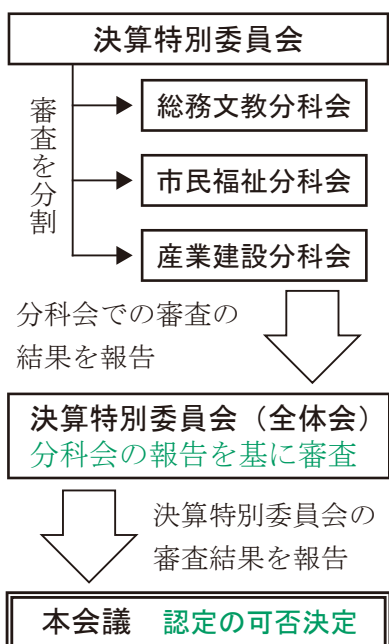 決算特別委員会
審査を分割
総務文教分科会
市民福祉分科会
産業建設分科会
分科会での審査の
結果を報告
決算特別委員会（全体会）
分科会の報告を基に審査
決算特別委員会の
審査結果を報告
本会議　認定の可否決定